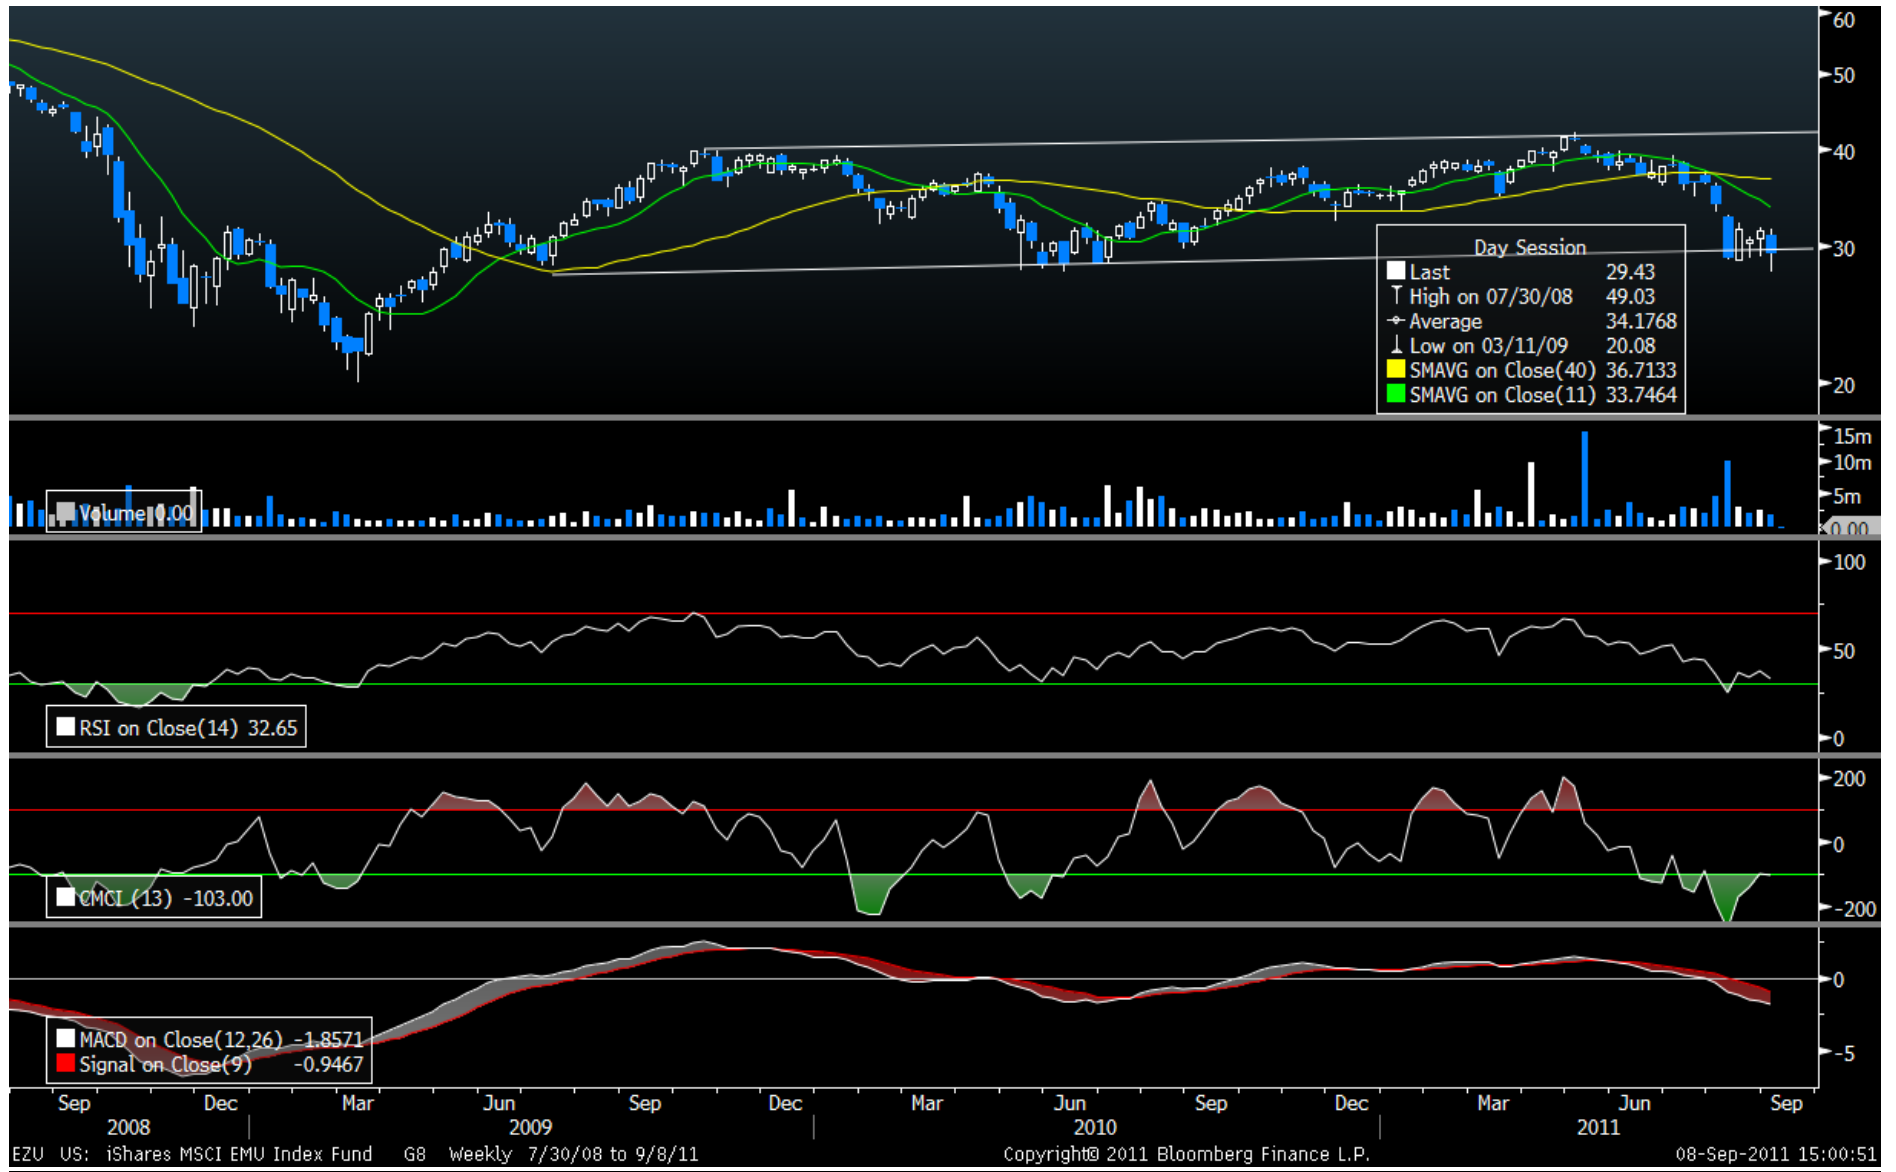 60
50
40
30
20
Day Session
Last 29.43
High on 07/30/08 49.03
Average 34.1768
Low on 03/11/09 20.08
SMAVG on Close(40) 36.7133
SMAVG on Close(11) 33.7464
15m
10m
5m
0.00
Volume 0.00
100
50
0
RSI on Close(14) 32.65
200
0
-200
CMCI (13) -103.00
0
-5
MACD on Close(12,26) -1.8571
Signal on Close(9) -0.9467
Sep Dec Mar Jun Sep Dec Mar Jun Sep Dec Mar Jun Sep
2008 2009 2010 2011
EZU US: iShares MSCI EMU Index Fund G8 Weekly 7/30/08 to 9/8/11 Copyright© 2011 Bloomberg Finance L.P. 08-Sep-2011 15:00:51